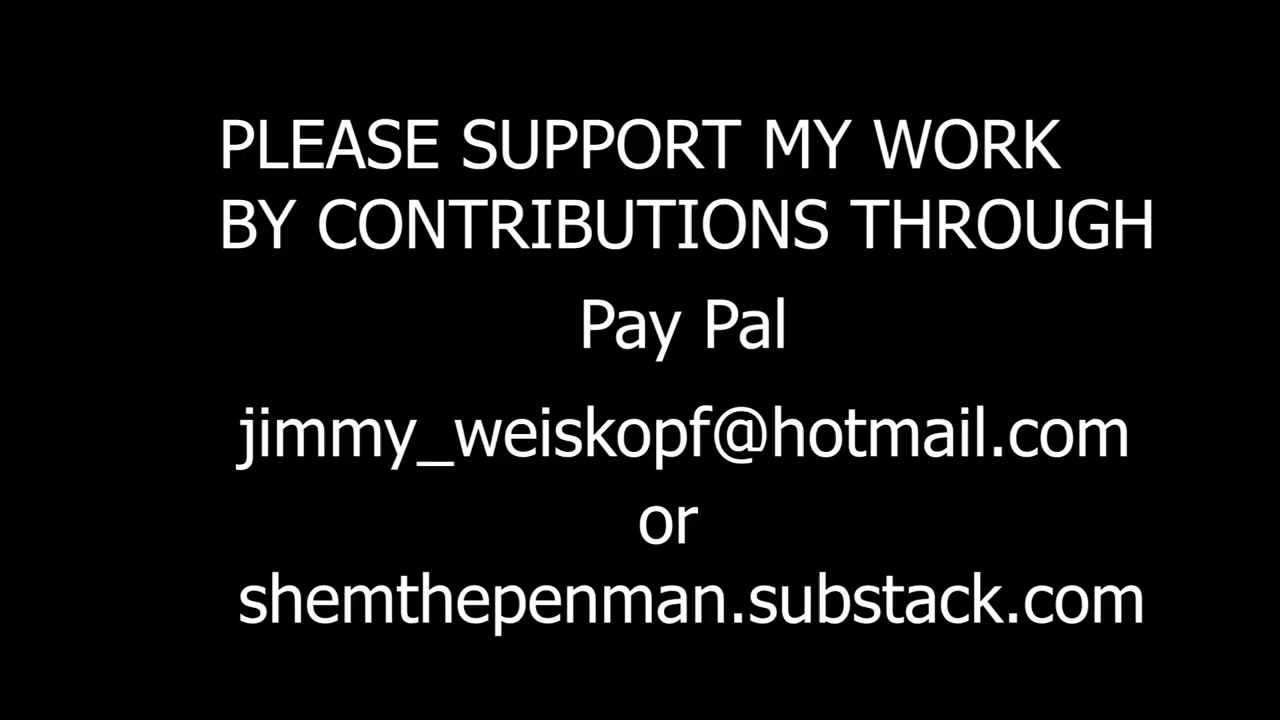 PLEASE SUPPORT MY WORK
BY CONTRIBUTIONS THROUGH
Pay Pal
jimmy_weiskopf@hotmail.com
or
shemthepenman.substack.com